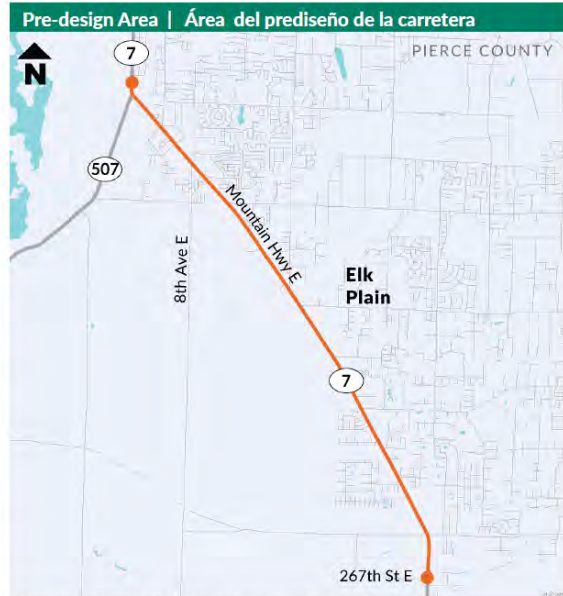 Pre-design Area | Área del prediseño de la carretera
PIERCE COUNTY
7
N
507
Mountain Hwy E
8th Ave E
Elk
Plain
7
267th St E